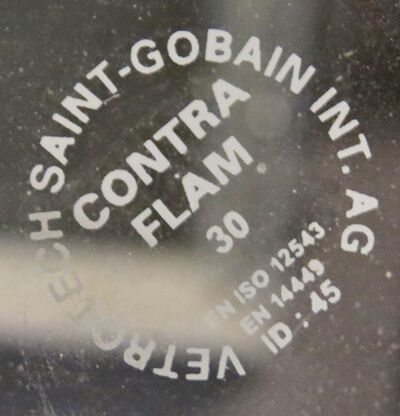 VETROTECH SAINT-GOBAIN INT. AG
CONTRA
FLAM
30
EN ISO 12543
EN 14449
ID : 45